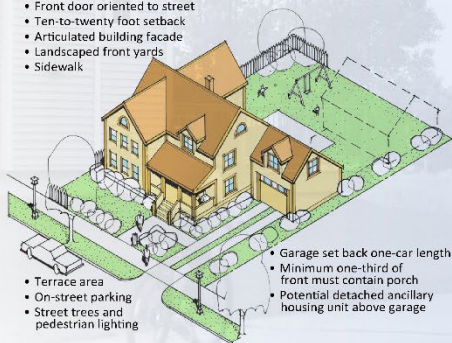 • Front door oriented to street
• Ten-to-twenty foot setback
• Articulated building facade
• Landscaped front yards
• Sidewalk
• Terrace area
• On-street parking
• Street trees and
pedestrian lighting
• Garage set back one-car length
• Minimum one-third of
front must contain porch
• Potential detached ancillary
housing unit above garage